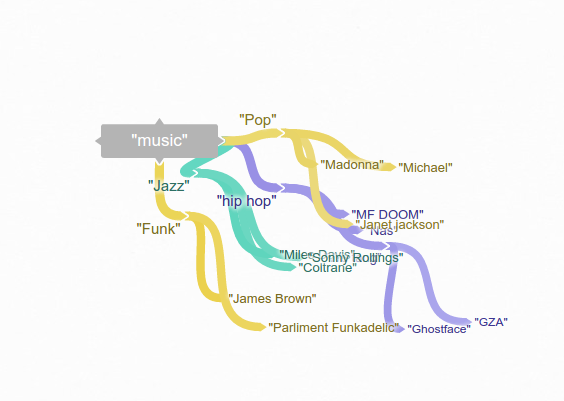 "Pop"
"music"
"Madonna"
"Michael"
"Jazz"
"hip hop"
"MF DOOM"
"Funk"
"Janet jackson"
"Nas"
"Miles Davis"
"Sonny Rollings"
"Coltrane"
"James Brown"
"GZA"
"Parliment Funkadelic"
"Ghostface"